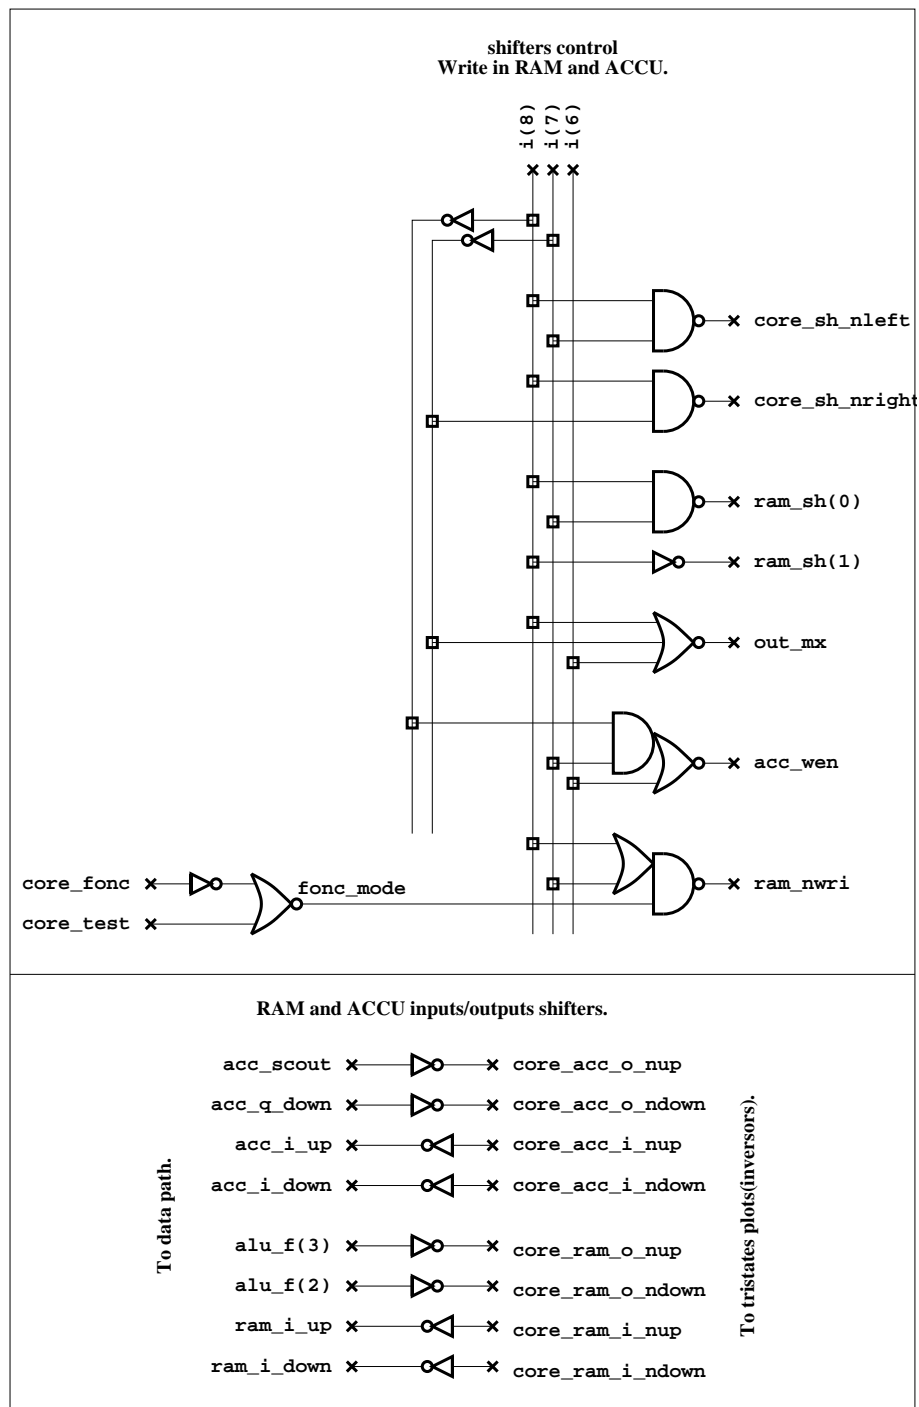 shifters control
Write in RAM and ACCU.
i(8)
i(7)
i(6)
core_sh_nleft
core_sh_nright
ram_sh(0)
ram_sh(1)
out_mx
acc_wen
core_fonc
fonc_mode
ram_nwri
core_test
RAM and ACCU inputs/outputs shifters.
acc_scout core_acc_o_nup
acc_q_down core_acc_o_ndown
acc_i_up core_acc_i_nup
acc_i_down core_acc_i_ndown
alu_f(3) core_ram_o_nup
alu_f(2) core_ram_o_ndown
ram_i_up core_ram_i_nup
ram_i_down core_ram_i_ndown
To data path.
To tristates plots(inversors).